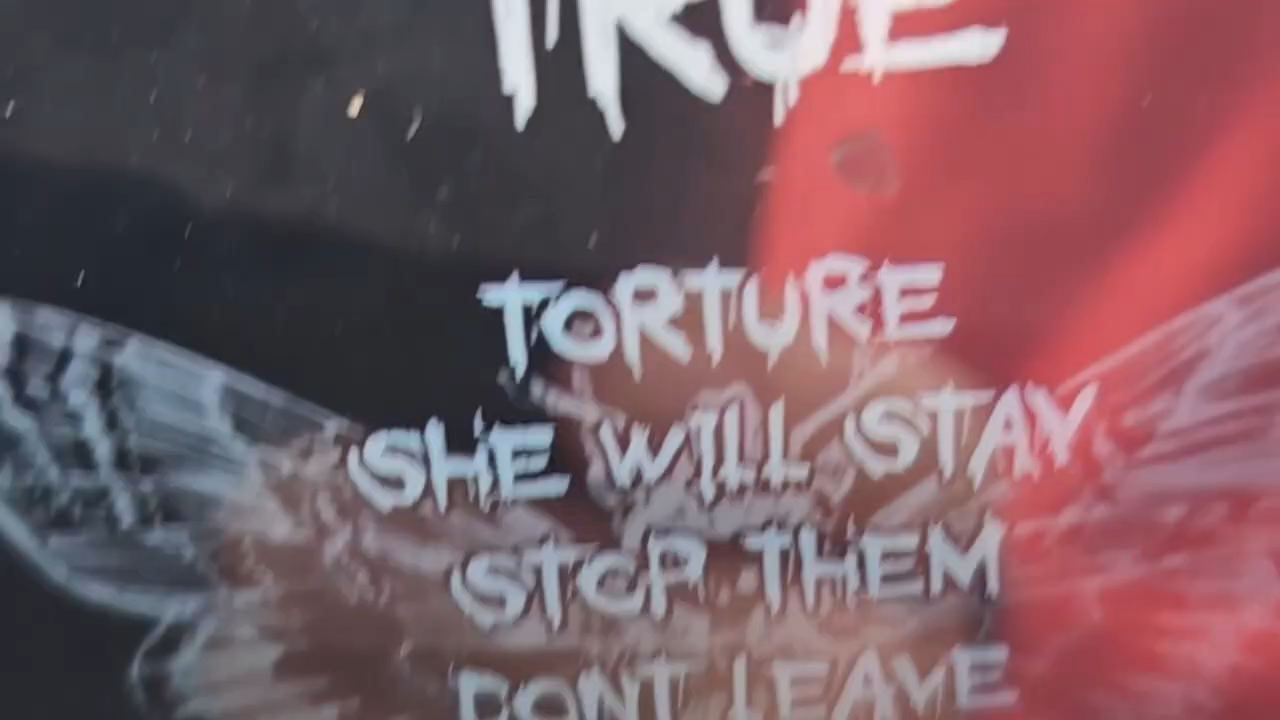 TRUE
TORTURE
SHE WILL STAY
STOP THEM
DONT LEAVE